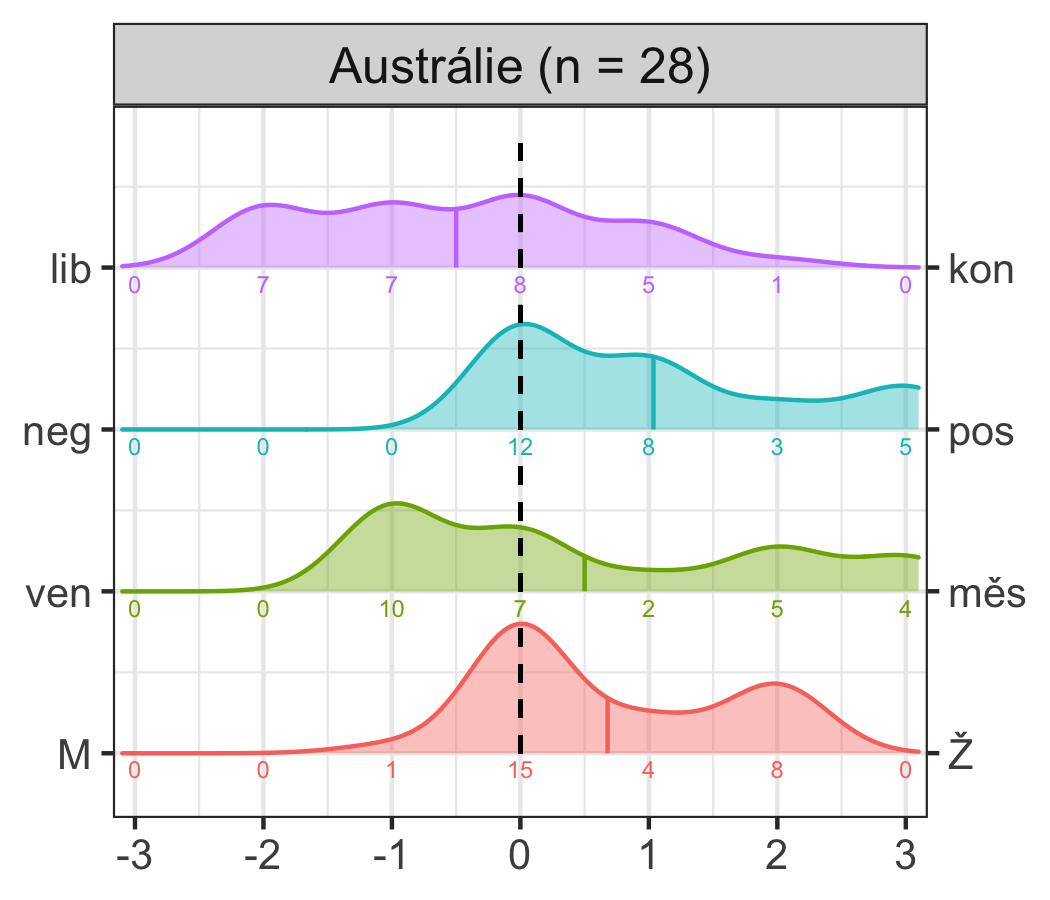 Austrálie (n = 28)
lib kon
0 7 7 8 5 1 0
neg pos
0 0 0 12 8 3 5
ven měs
0 0 10 7 2 5 4
M Ž
0 0 1 15 4 8 0
-3 -2 -1 0 1 2 3